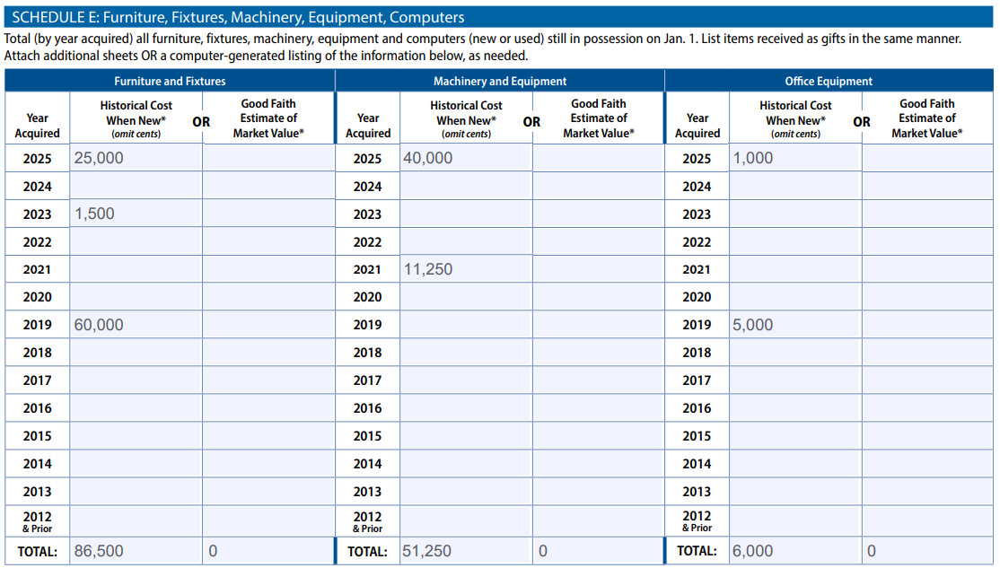 SCHEDULE E: Furniture, Fixtures, Machinery, Equipment, Computers
Total (by year acquired) all furniture, fixtures, machinery, equipment and computers (new or used) still in possession on Jan. 1. List items received as gifts in the same manner.
Attach additional sheets OR a computer-generated listing of the information below, as needed.
Furniture and Fixtures Machinery and Equipment Office Equipment
Year Acquired Historical Cost When New* (omit cents) OR Good Faith Estimate of Market Value* Year Acquired Historical Cost When New* (omit cents) OR Good Faith Estimate of Market Value* Year Acquired Historical Cost When New* (omit cents) OR Good Faith Estimate of Market Value*
2025 25,000 2025 40,000 2025 1,000
2024 2024 2024
2023 1,500 2023 2023
2022 2022 2022
2021 2021 11,250 2021
2020 2020 2020
2019 60,000 2019 2019 5,000
2018 2018 2018
2017 2017 2017
2016 2016 2016
2015 2015 2015
2014 2014 2014
2013 2013 2013
2012 & Prior 2012 & Prior 2012 & Prior
TOTAL: 86,500 0 TOTAL: 51,250 0 TOTAL: 6,000 0